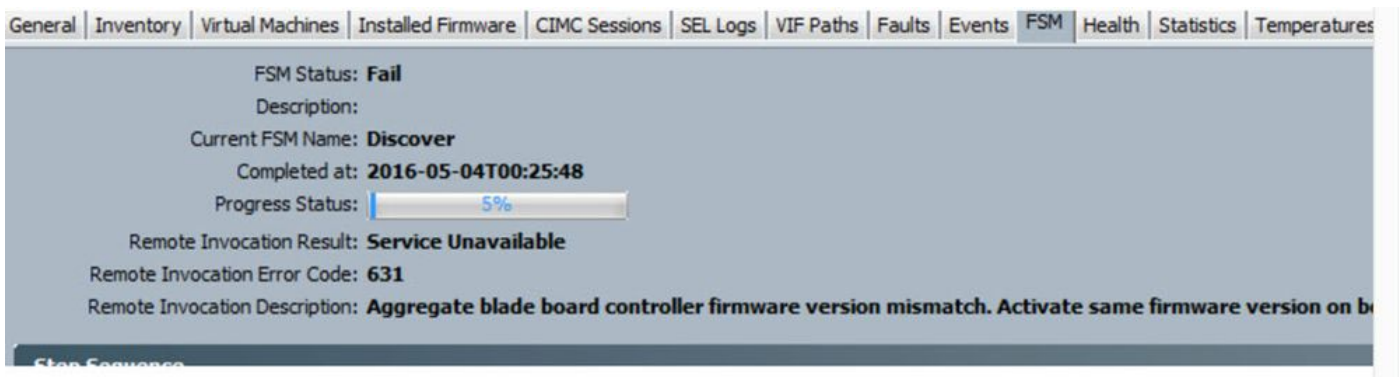 General Inventory Virtual Machines Installed Firmware CIMC Sessions SEL Logs VIF Paths Faults Events FSM Health Statistics Temperatures
FSM Status: Fail
Description:
Current FSM Name: Discover
Completed at: 2016-05-04T00:25:48
Progress Status: 5%
Remote Invocation Result: Service Unavailable
Remote Invocation Error Code: 631
Remote Invocation Description: Aggregate blade board controller firmware version mismatch. Activate same firmware version on
Step Sequence